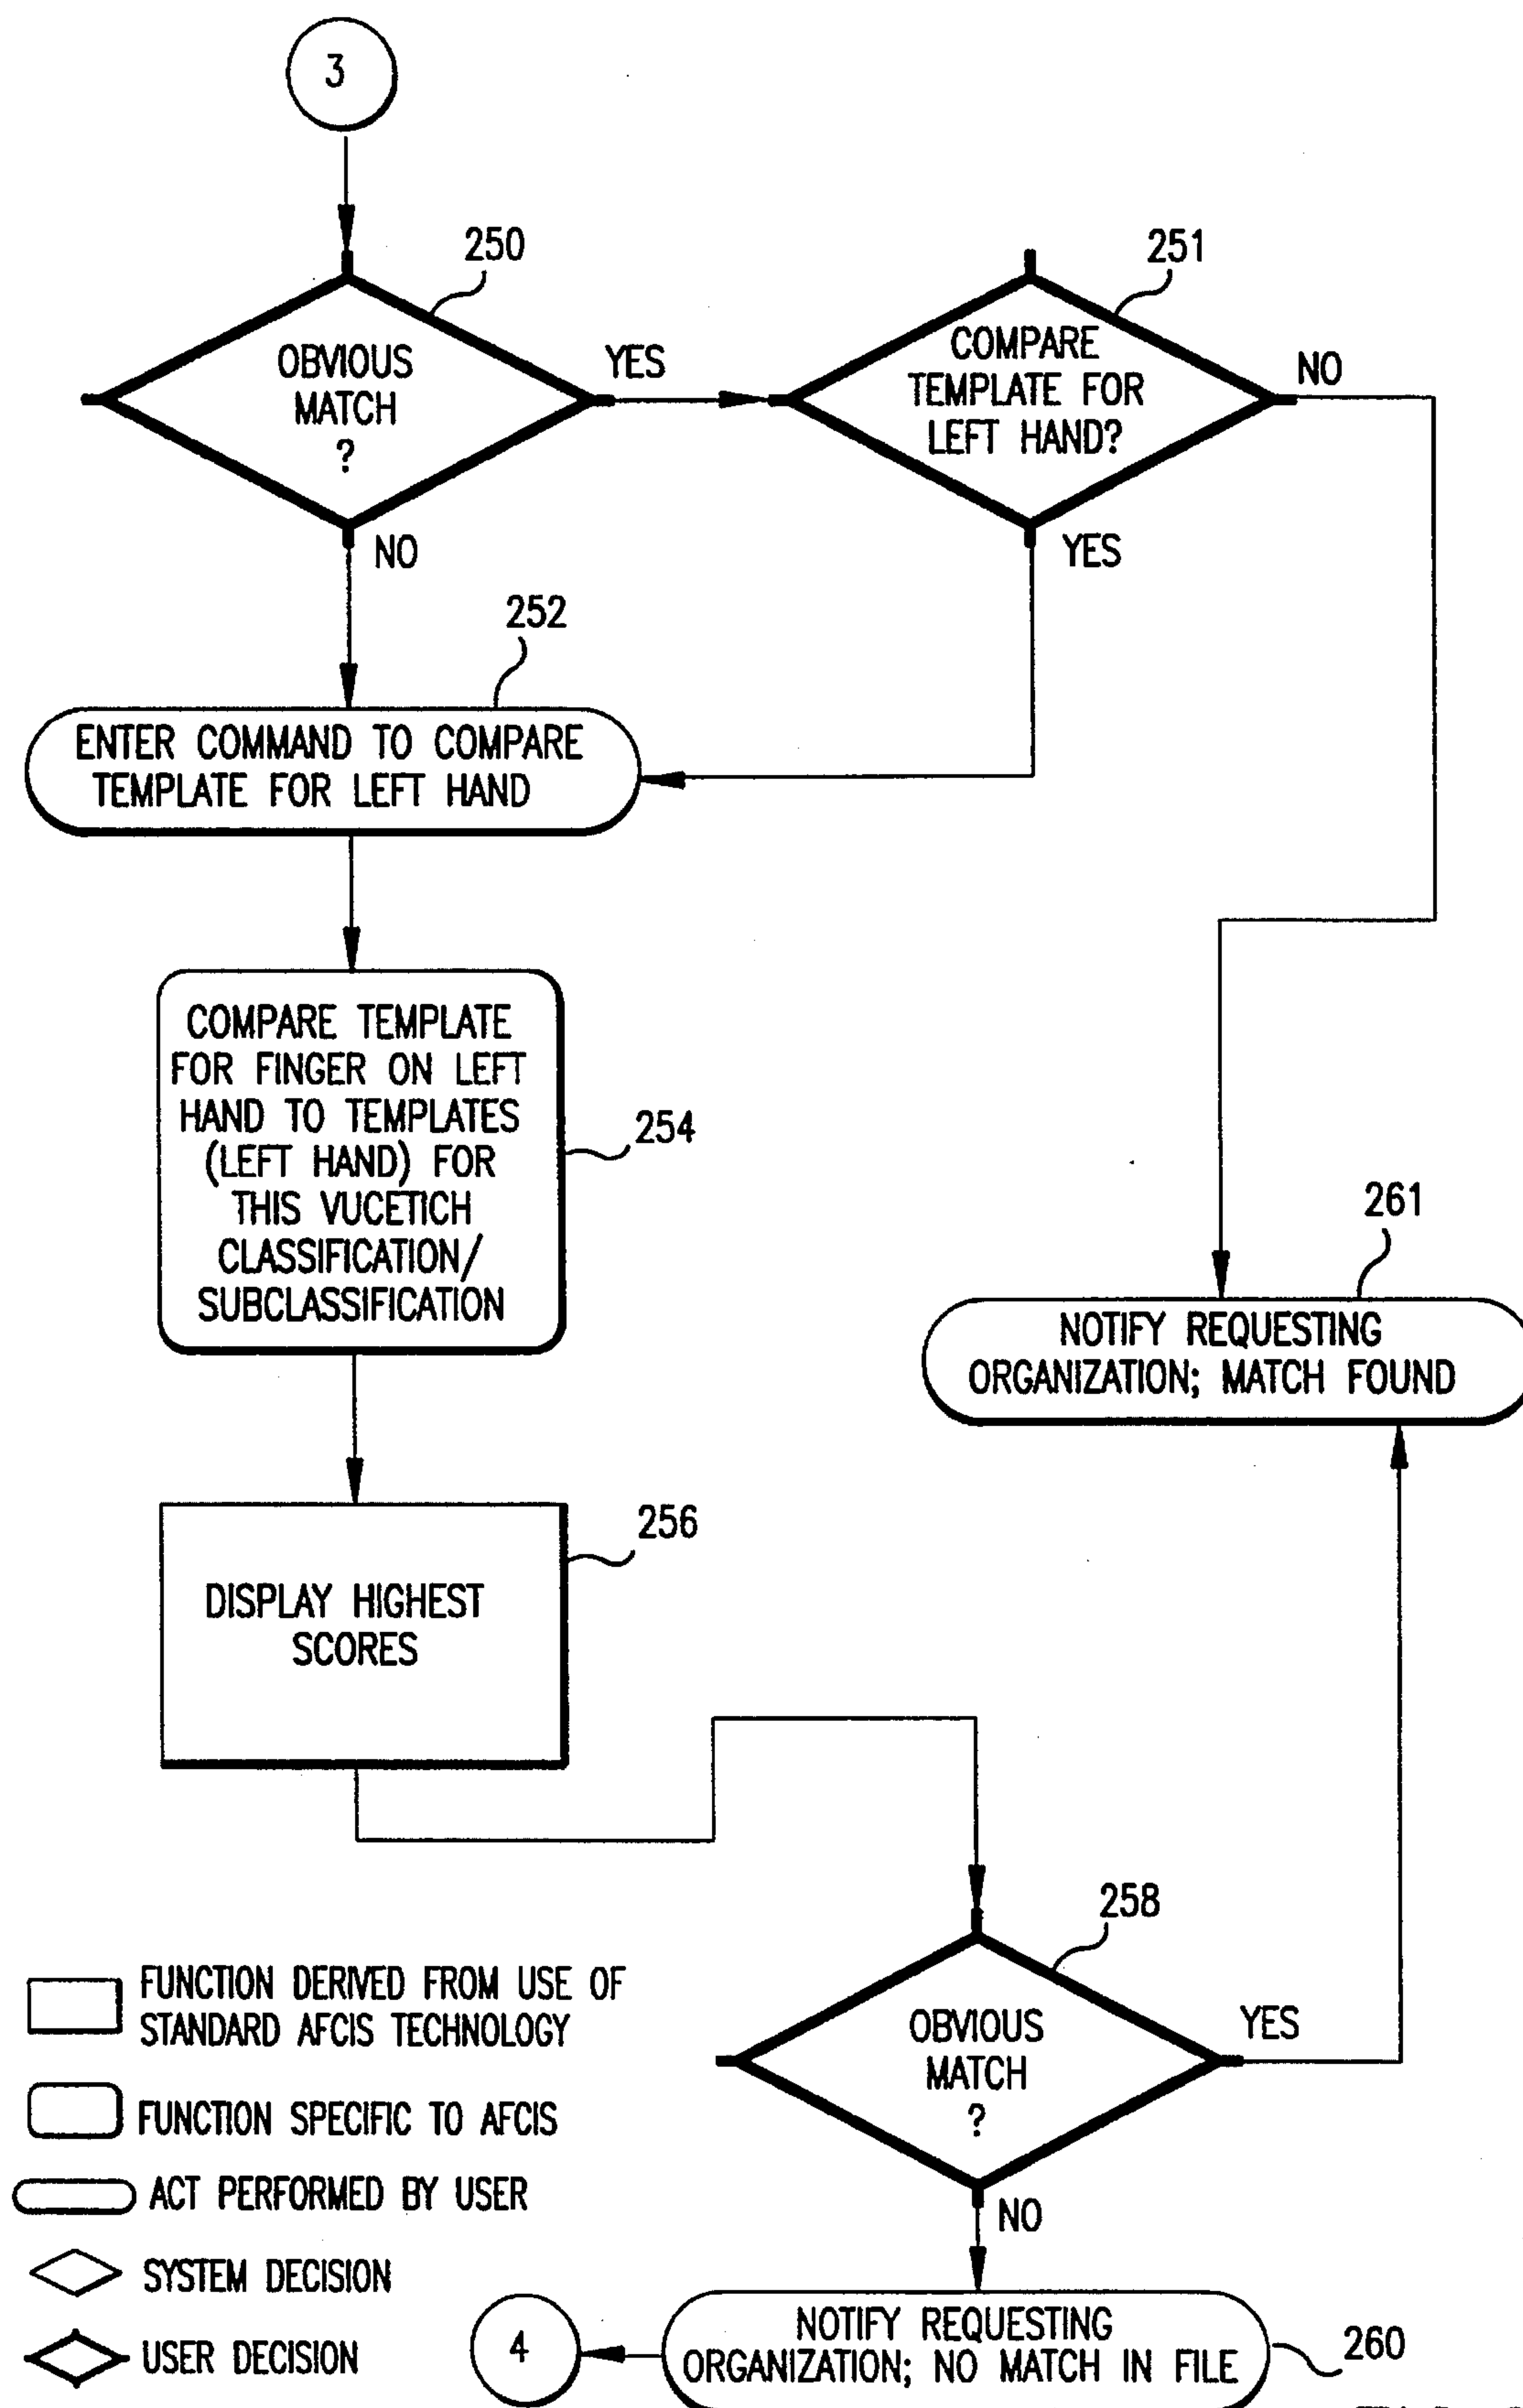 3
250
OBVIOUS
MATCH
?
YES
NO
251
COMPARE
TEMPLATE FOR
LEFT HAND?
NO
YES
252
ENTER COMMAND TO COMPARE
TEMPLATE FOR LEFT HAND
COMPARE TEMPLATE
FOR FINGER ON LEFT
HAND TO TEMPLATES
(LEFT HAND) FOR
THIS VUCETICH
CLASSIFICATION/
SUBCLASSIFICATION
254
261
NOTIFY REQUESTING
ORGANIZATION; MATCH FOUND
256
DISPLAY HIGHEST
SCORES
258
OBVIOUS
MATCH
?
YES
NO
NOTIFY REQUESTING
ORGANIZATION; NO MATCH IN FILE
260
4
FUNCTION DERIVED FROM USE OF
STANDARD AFCIS TECHNOLOGY
FUNCTION SPECIFIC TO AFCIS
ACT PERFORMED BY USER
SYSTEM DECISION
USER DECISION